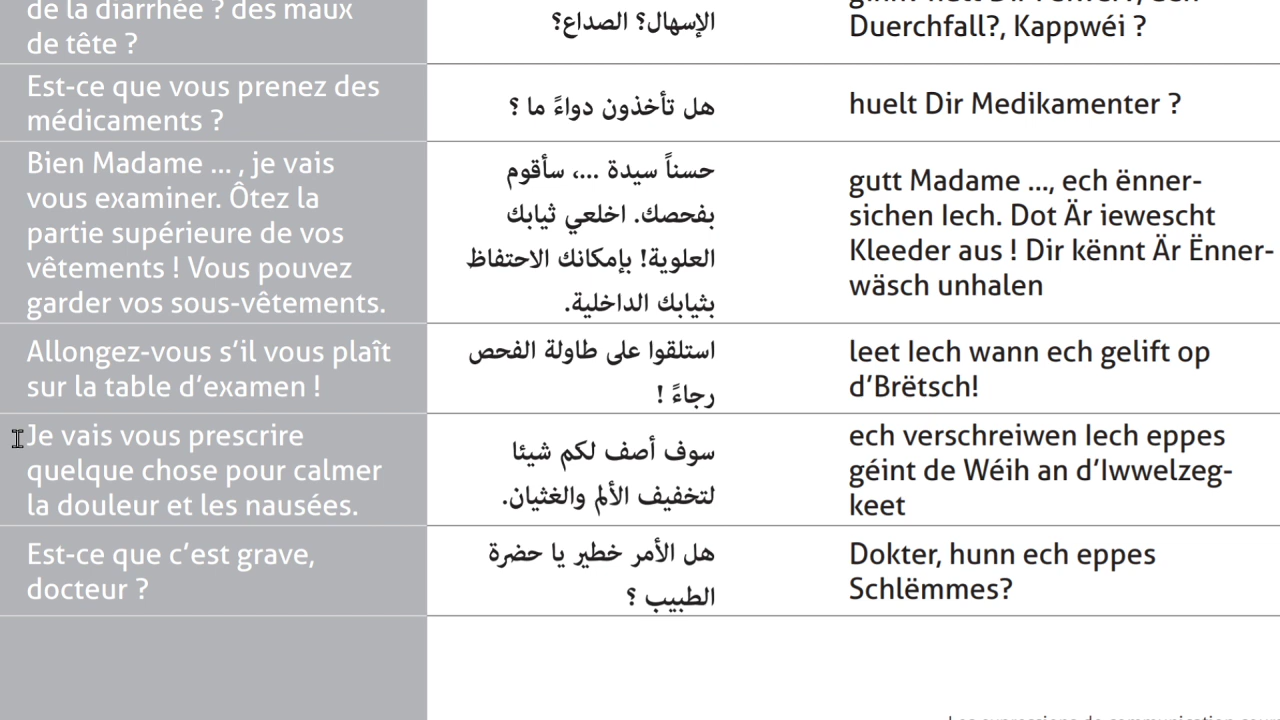 de la diarrhée ? des maux
de tête ?
الإسهال؟ الصداع؟
Duerchfall?, Kappwéi ?
Est-ce que vous prenez des
médicaments ?
هل تأخذون دواءً ما ؟
huelt Dir Medikamenter ?
Bien Madame ... , je vais
vous examiner. Ôtez la
partie supérieure de vos
vêtements ! Vous pouvez
garder vos sous-vêtements.
حسناً سيدة ...، سأقوم
بفحصك. اخلعي ثيابك
العلوية! بإمكانك الاحتفاظ
بثيابك الداخلية.
gutt Madame ..., ech ënner-
sichen Iech. Dot Är iewescht
Kleeder aus ! Dir kënnt Är Ënner-
wäsch unhalen
Allongez-vous s’il vous plaît
sur la table d’examen !
استلقوا على طاولة الفحص
رجاءً !
leet Iech wann ech gelift op
d’Brëtsch!
Je vais vous prescrire
quelque chose pour calmer
la douleur et les nausées.
سوف أصف لكم شيئا
لتخفيف الألم والغثيان.
ech verschreiwen Iech eppes
géint de Wéih an d’Iwwelzeg-
keet
Est-ce que c’est grave,
docteur ?
هل الأمر خطير يا حضرة
الطبيب ؟
Dokter, hunn ech eppes
Schlëmmes?